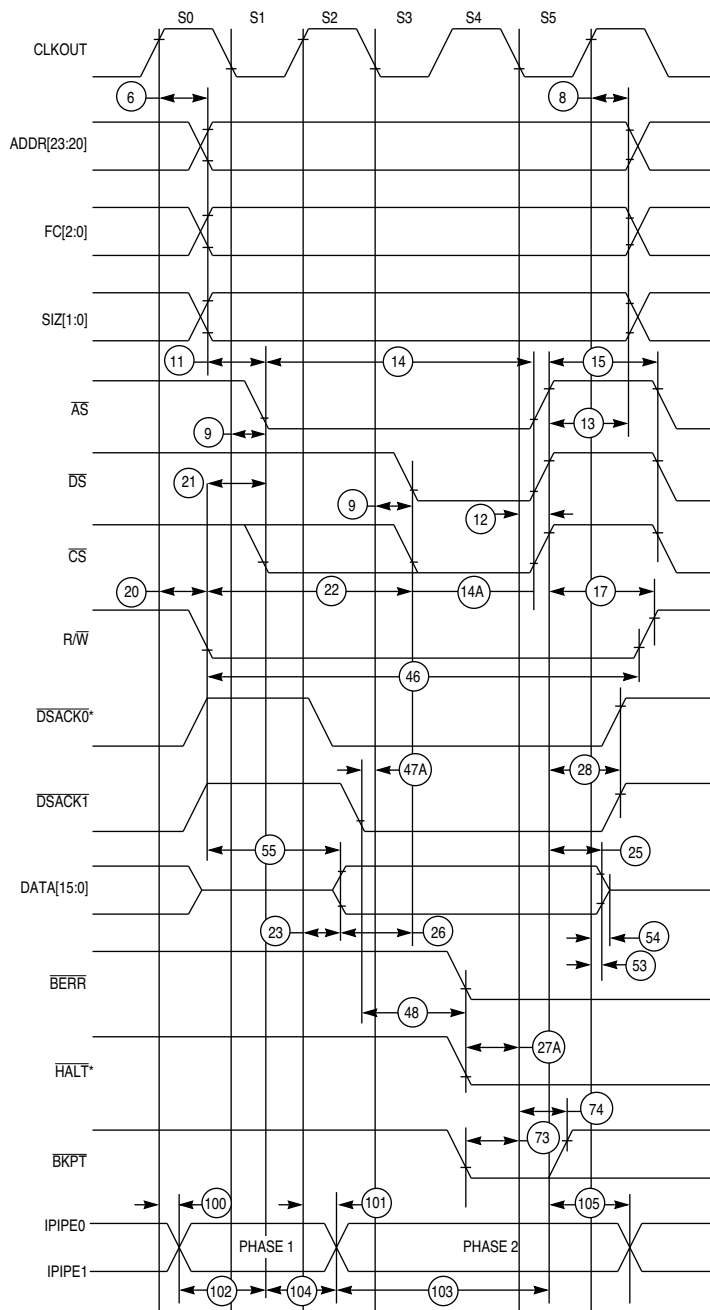 S0 S1 S2 S3 S4 S5
CLKOUT
6 8
ADDR[23:20]
FC[2:0]
SIZ[1:0]
11 14 15
AS
9 13
DS
21 9 12
CS
20 22 14A 17
R/W
46
DSACK0*
47A 28
DSACK1
55 25
DATA[15:0]
23 26 54
53
BERR
48
27A
HALT*
74
73
BKPT
100 101 105
IPIPE0
PHASE 1 PHASE 2
IPIPE1
102 104 103